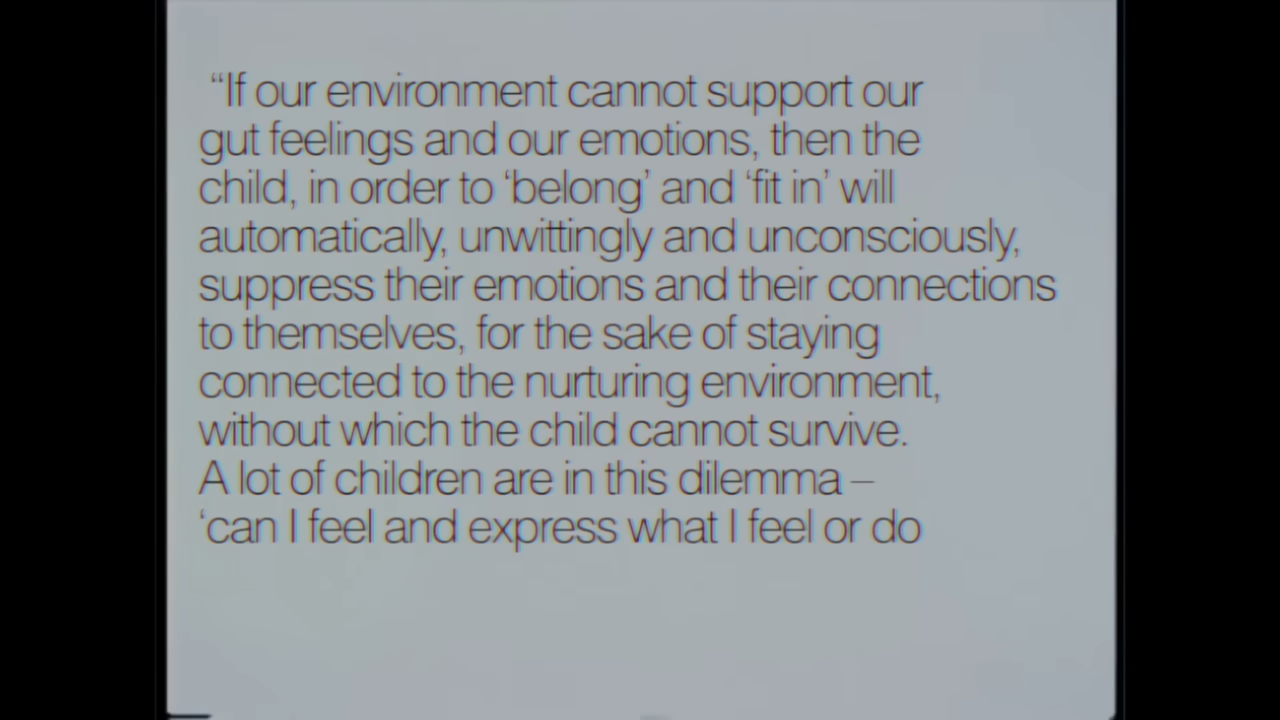 “If our environment cannot support our
gut feelings and our emotions, then the
child, in order to ‘belong’ and ‘fit in’ will
automatically, unwittingly and unconsciously,
suppress their emotions and their connections
to themselves, for the sake of staying
connected to the nurturing environment,
without which the child cannot survive.
A lot of children are in this dilemma –
‘can I feel and express what I feel or do